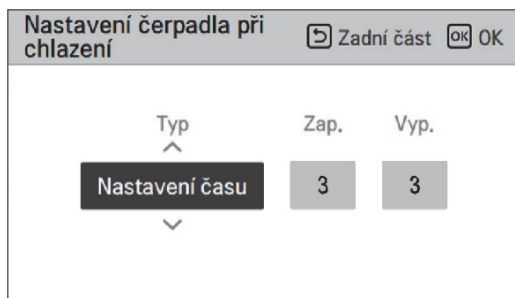 Nastavení čerpadla při
chlazení
Zadní část OK OK
Typ Zap. Vyp.
Nastavení času 3 3